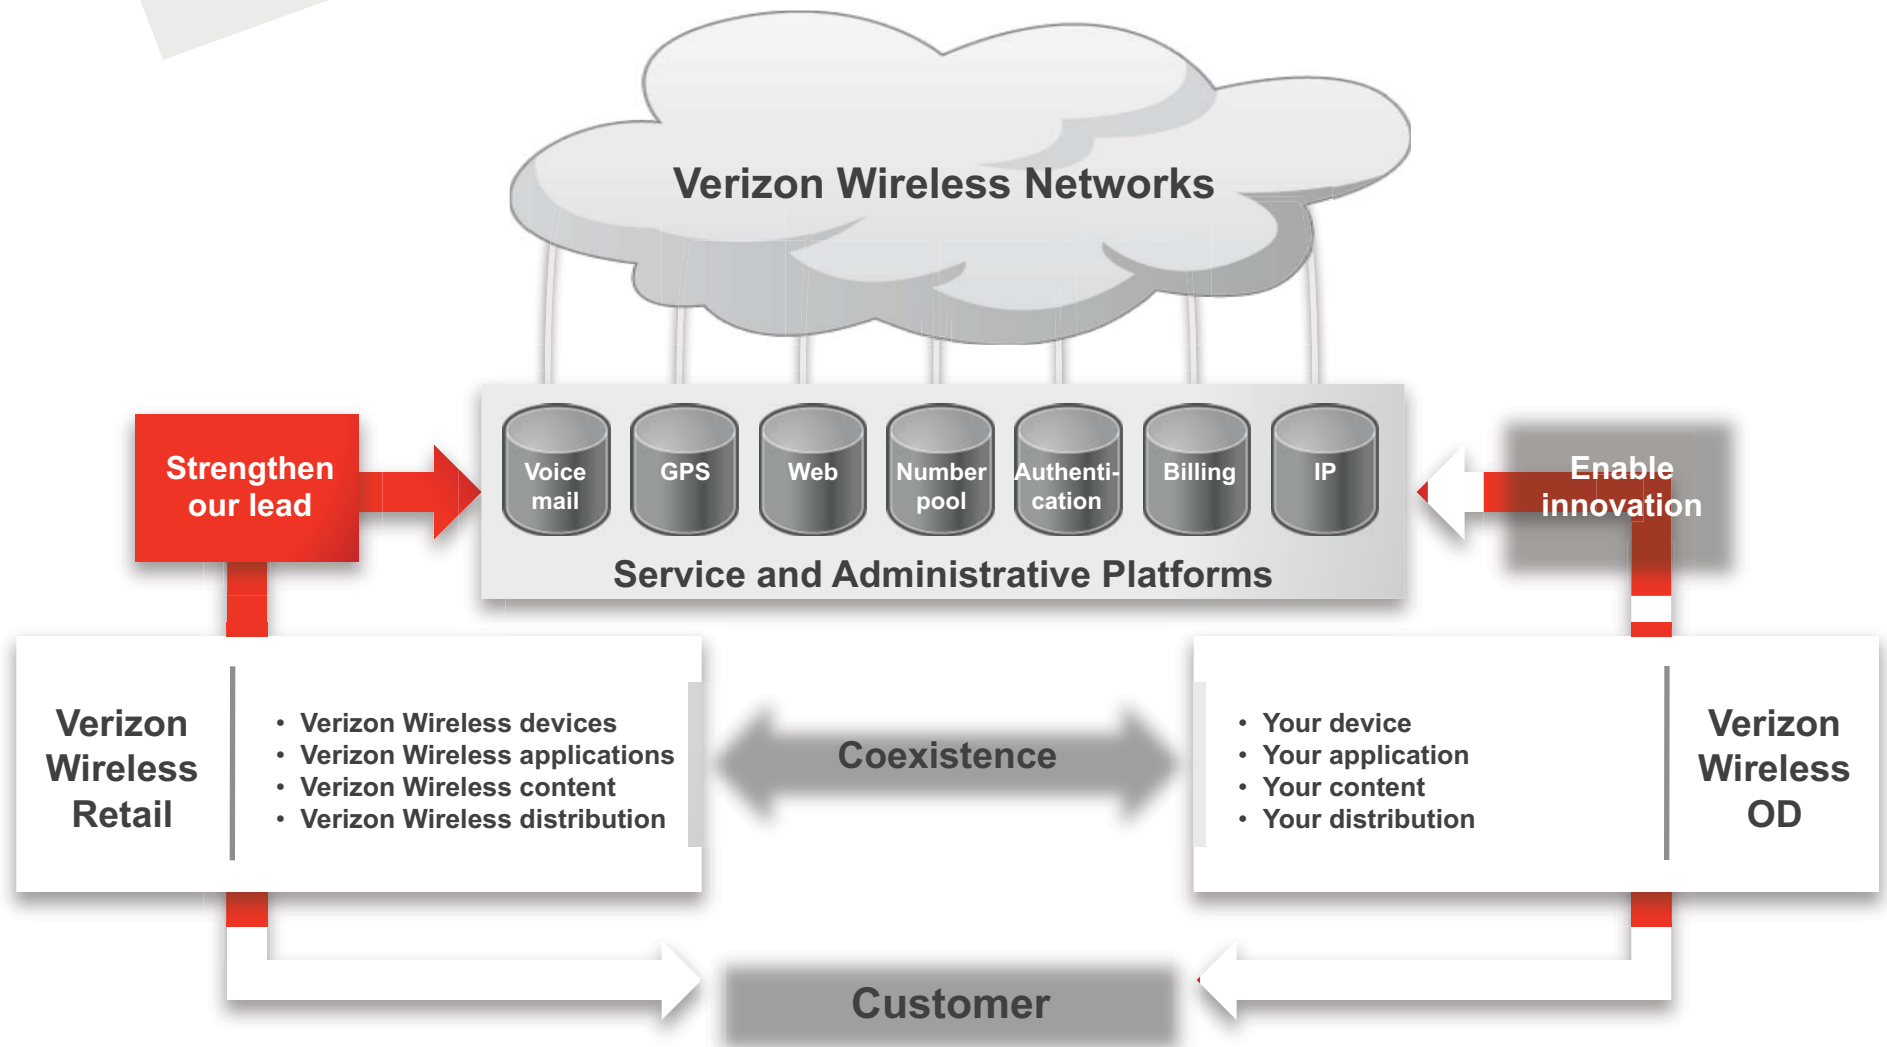 Verizon Wireless Networks
Strengthen
our lead
Voice
mail
GPS
Web
Number
pool
Authenti-
cation
Billing
IP
Enable
innovation
Service and Administrative Platforms
Verizon
Wireless
Retail
• Verizon Wireless devices
• Verizon Wireless applications
• Verizon Wireless content
• Verizon Wireless distribution
Coexistence
• Your device
• Your application
• Your content
• Your distribution
Verizon
Wireless
OD
Customer